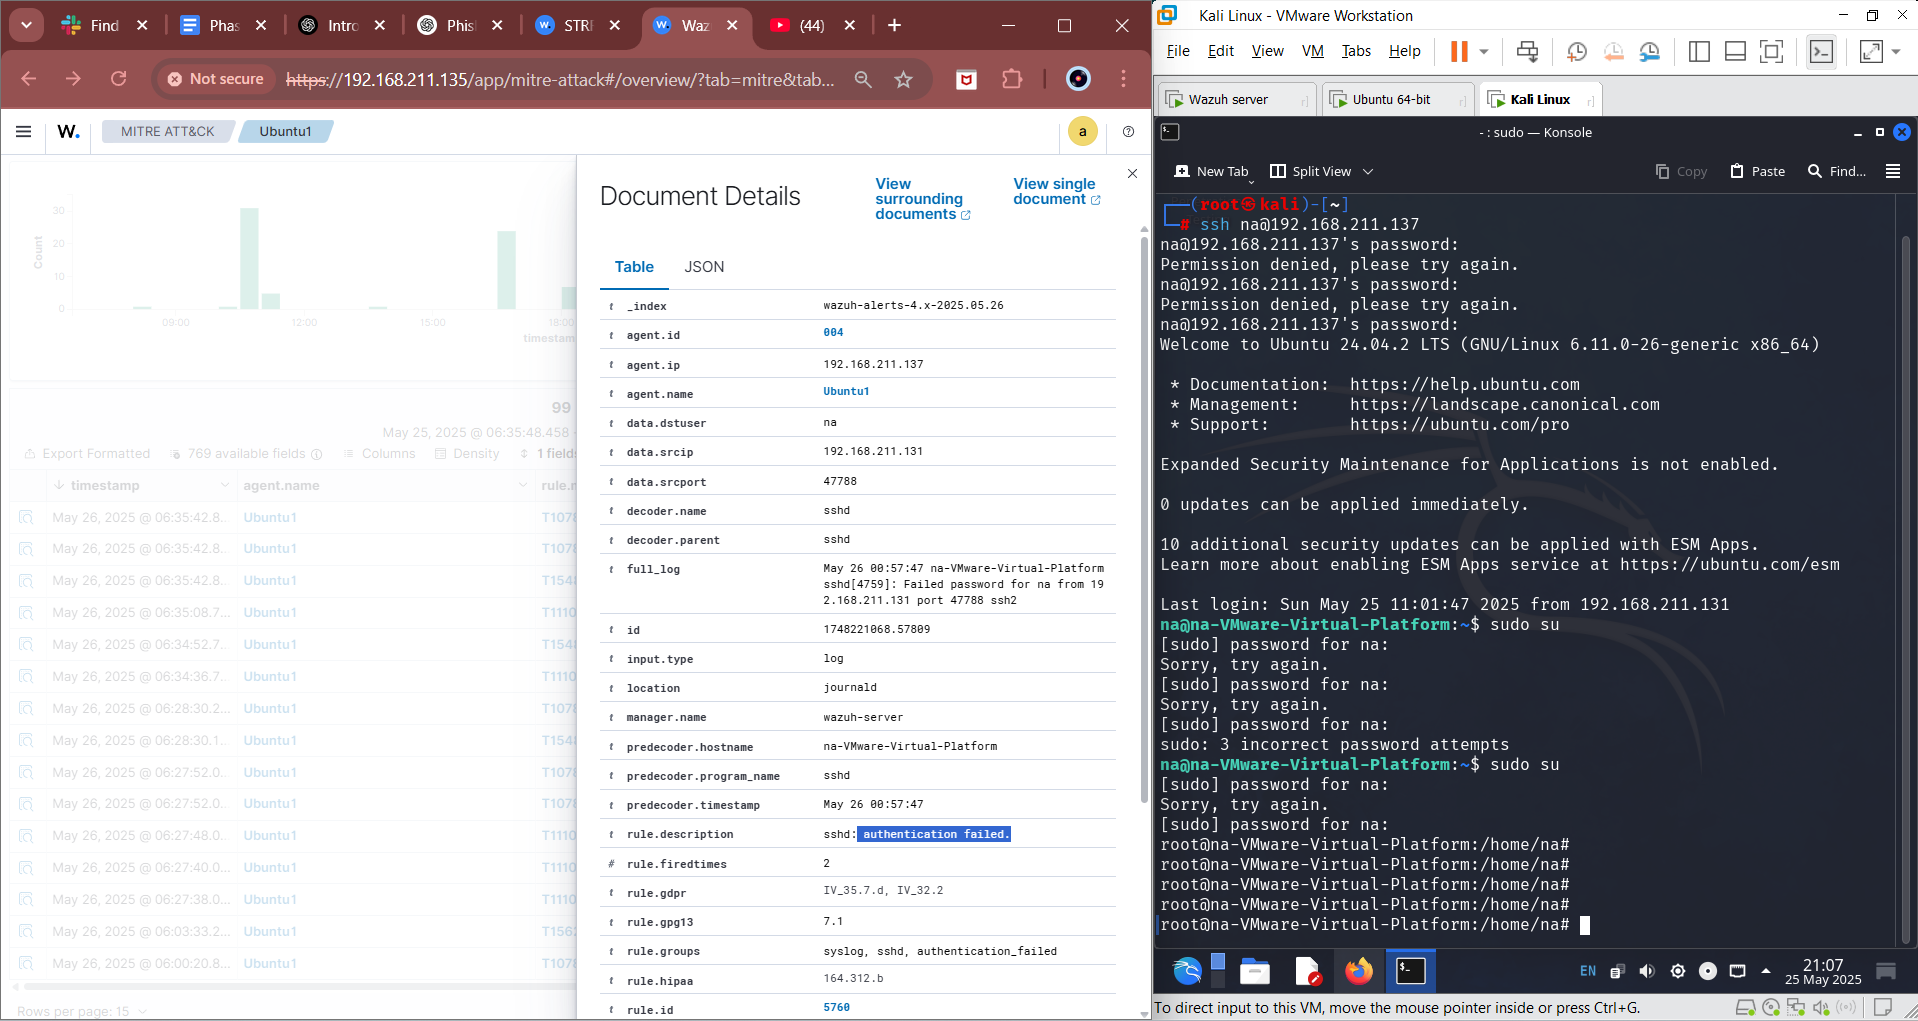 Find
Phas
Intro
Phis
STRI
Waz
(44)
Not secure
https://192.168.211.135/app/mitre-attack#/overview/?tab=mitre&tab...
W.
MITRE ATT&CK
Ubuntu1
a
Count
30
20
10
0
09:00
12:00
15:00
18:00
timestam
99
May 25, 2025 @ 06:35:48.458 -
Export Formatted
769 available fields
Columns
Density
1 fields
timestamp
agent.name
rule.r
May 26, 2025 @ 06:35:42.8... Ubuntu1 T1078
May 26, 2025 @ 06:35:42.8... Ubuntu1 T1078
May 26, 2025 @ 06:35:42.8... Ubuntu1 T1548
May 26, 2025 @ 06:35:08.7... Ubuntu1 T1110
May 26, 2025 @ 06:34:52.7... Ubuntu1 T1548
May 26, 2025 @ 06:34:36.7... Ubuntu1 T1110
May 26, 2025 @ 06:28:30.2... Ubuntu1 T1078
May 26, 2025 @ 06:28:30.1... Ubuntu1 T1548
May 26, 2025 @ 06:27:52.0... Ubuntu1 T1078
May 26, 2025 @ 06:27:52.0... Ubuntu1 T1078
May 26, 2025 @ 06:27:48.0... Ubuntu1 T1110
May 26, 2025 @ 06:27:40.0... Ubuntu1 T1110
May 26, 2025 @ 06:27:38.0... Ubuntu1 T1110
May 26, 2025 @ 06:03:33.2... Ubuntu1 T1562
May 26, 2025 @ 06:00:20.8... Ubuntu1 T1078
Rows per page: 15
Document Details
View surrounding documents
View single document
Table
JSON
t _index wazuh-alerts-4.x-2025.05.26
t agent.id 004
t agent.ip 192.168.211.137
t agent.name Ubuntu1
t data.dstuser na
t data.srcip 192.168.211.131
t data.srcport 47788
t decoder.name sshd
t decoder.parent sshd
t full_log May 26 00:57:47 na-VMware-Virtual-Platform
sshd[4759]: Failed password for na from 19
2.168.211.131 port 47788 ssh2
t id 1748221068.57809
t input.type log
t location journald
t manager.name wazuh-server
t predecoder.hostname na-VMware-Virtual-Platform
t predecoder.program_name sshd
t predecoder.timestamp May 26 00:57:47
t rule.description sshd: authentication failed.
# rule.firedtimes 2
t rule.gdpr IV_35.7.d, IV_32.2
t rule.gpg13 7.1
t rule.groups syslog, sshd, authentication_failed
t rule.hipaa 164.312.b
t rule.id 5760
Kali Linux - VMware Workstation
File Edit View VM Tabs Help
Wazuh server
Ubuntu 64-bit
Kali Linux
- : sudo — Konsole
New Tab
Split View
Copy
Paste
Find...
(root㉿kali)-[~]
# ssh na@192.168.211.137
na@192.168.211.137's password:
Permission denied, please try again.
na@192.168.211.137's password:
Permission denied, please try again.
na@192.168.211.137's password:
Welcome to Ubuntu 24.04.2 LTS (GNU/Linux 6.11.0-26-generic x86_64)
* Documentation: https://help.ubuntu.com
* Management: https://landscape.canonical.com
* Support: https://ubuntu.com/pro
Expanded Security Maintenance for Applications is not enabled.
0 updates can be applied immediately.
10 additional security updates can be applied with ESM Apps.
Learn more about enabling ESM Apps service at https://ubuntu.com/esm
Last login: Sun May 25 11:01:47 2025 from 192.168.211.131
na@na-VMware-Virtual-Platform:~$ sudo su
[sudo] password for na:
Sorry, try again.
[sudo] password for na:
Sorry, try again.
[sudo] password for na:
sudo: 3 incorrect password attempts
na@na-VMware-Virtual-Platform:~$ sudo su
[sudo] password for na:
Sorry, try again.
[sudo] password for na:
root@na-VMware-Virtual-Platform:/home/na#
root@na-VMware-Virtual-Platform:/home/na#
root@na-VMware-Virtual-Platform:/home/na#
root@na-VMware-Virtual-Platform:/home/na#
root@na-VMware-Virtual-Platform:/home/na#
EN
21:07
25 May 2025
To direct input to this VM, move the mouse pointer inside or press Ctrl+G.